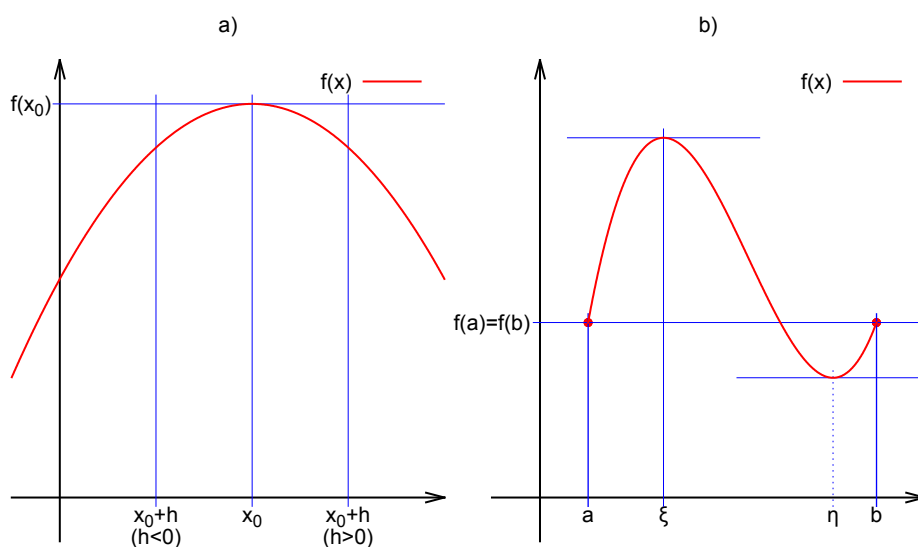 a)
f(x)
f(x₀)
x₀+h
(h<0)
x₀
x₀+h
(h>0)
b)
f(x)
f(a)=f(b)
a
ξ
η
b